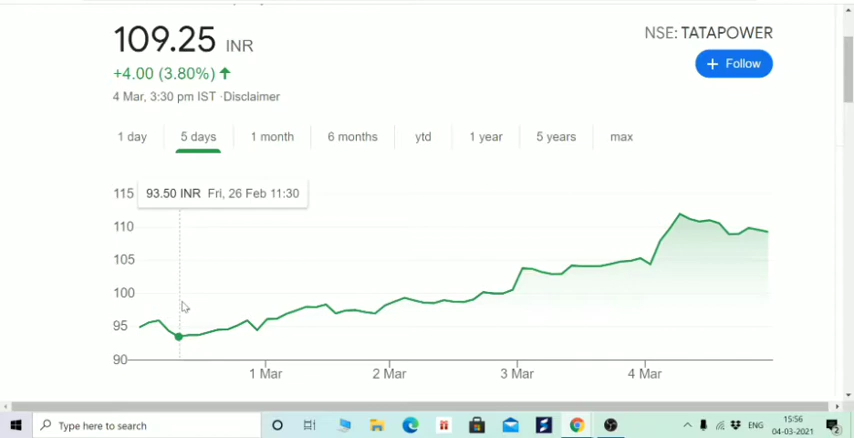 109.25 INR
NSE: TATAPOWER
+4.00 (3.80%)
+ Follow
4 Mar, 3:30 pm IST ·Disclaimer
1 day 5 days 1 month 6 months ytd 1 year 5 years max
115
93.50 INR Fri, 26 Feb 11:30
110
105
100
95
90
1 Mar 2 Mar 3 Mar 4 Mar
Type here to search
ENG
15:56
04-03-2021
2